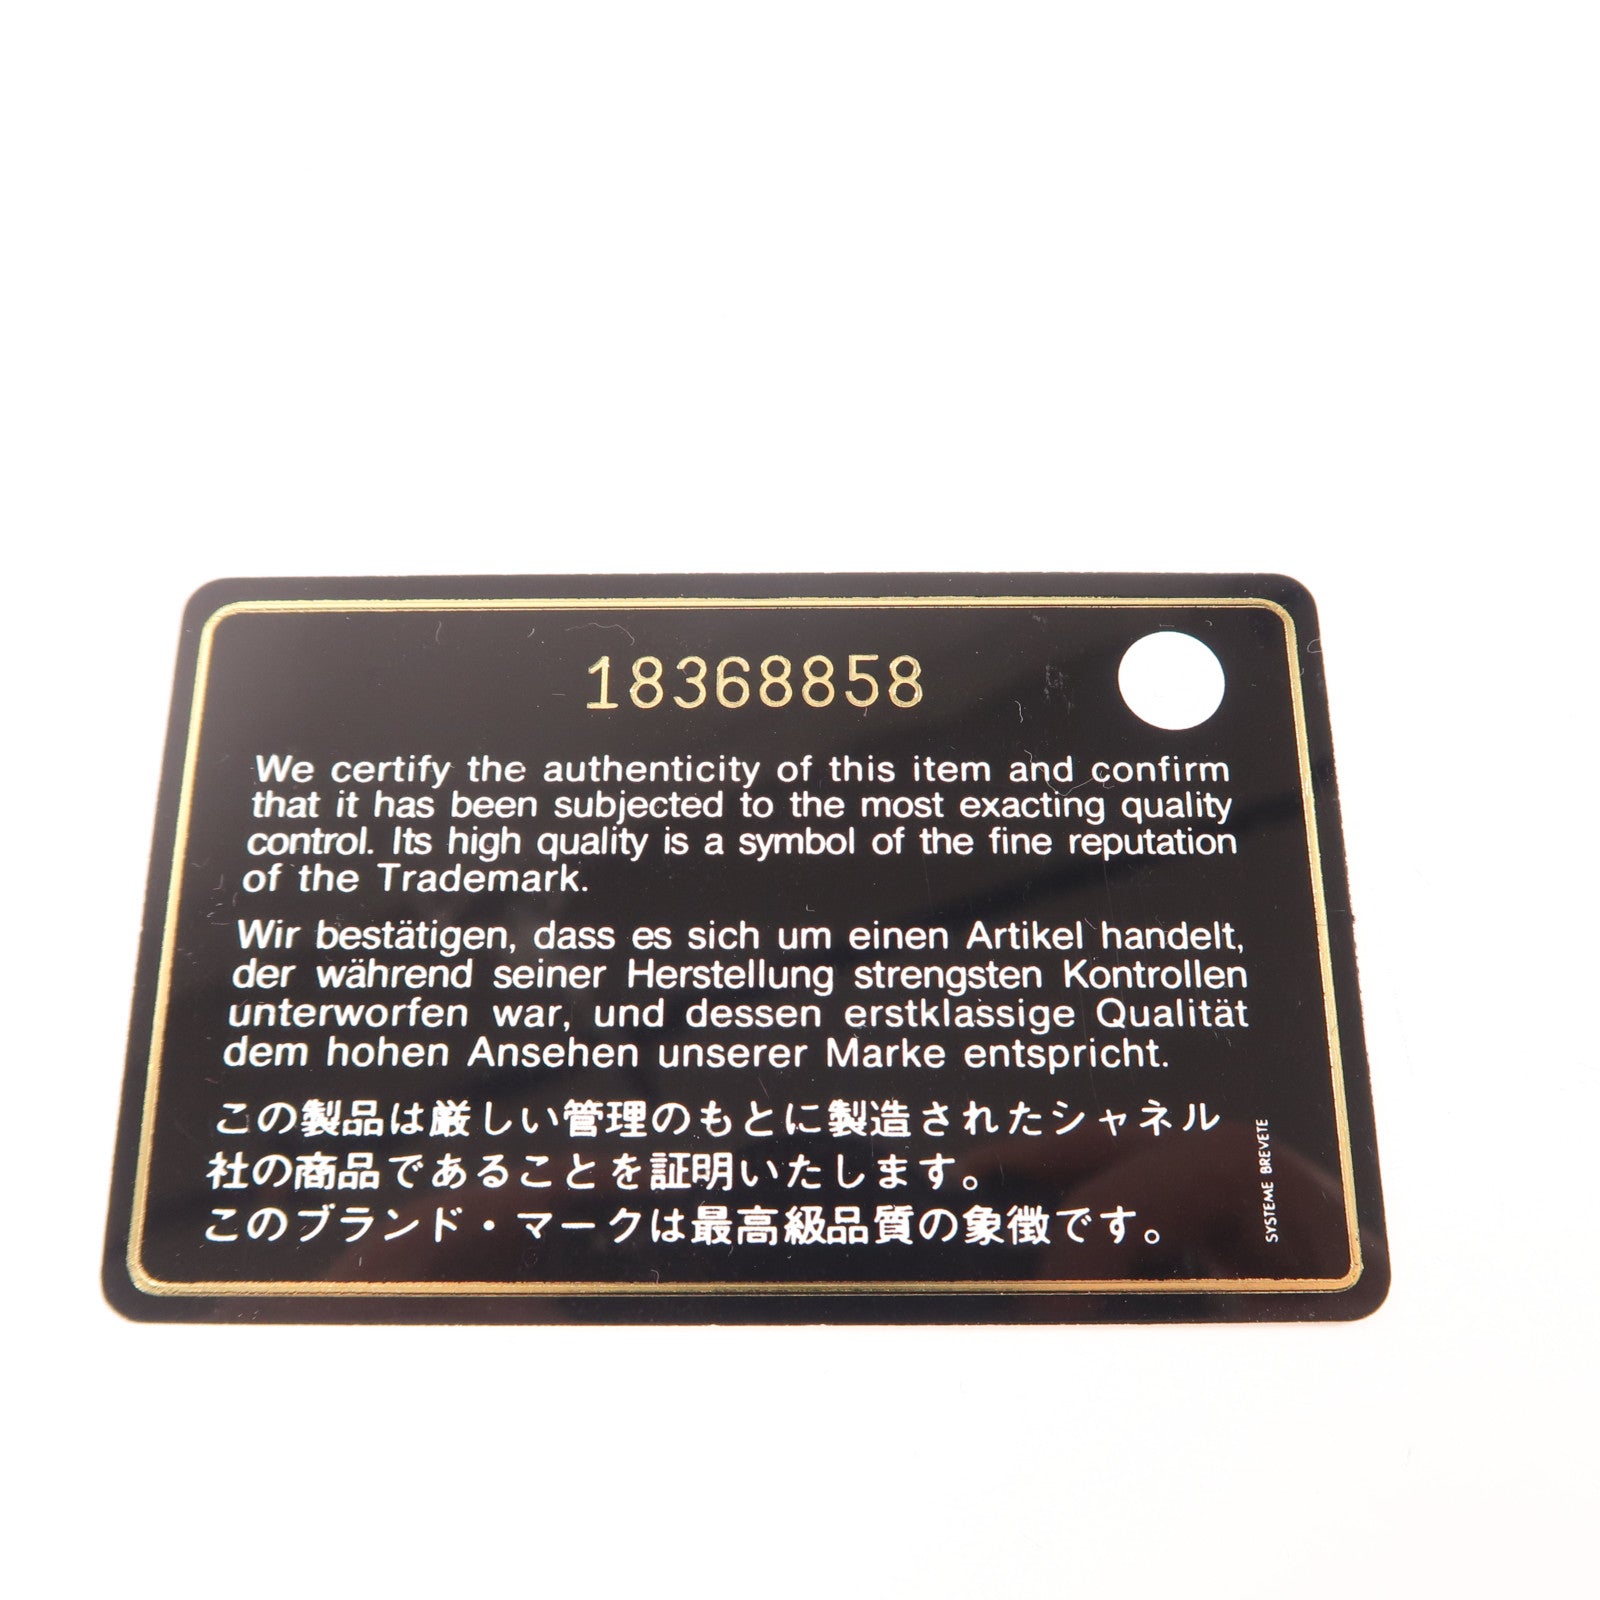 18368858
We certify the authenticity of this item and confirm
that it has been subjected to the most exacting quality
control. Its high quality is a symbol of the fine reputation
of the Trademark.
Wir bestätigen, dass es sich um einen Artikel handelt,
der während seiner Herstellung strengsten Kontrollen
unterworfen war, und dessen erstklassige Qualität
dem hohen Ansehen unserer Marke entspricht.
この製品は厳しい管理のもとに製造されたシャネル
社の商品であることを証明いたします。
このブランド・マークは最高級品質の象徴です。
SYSTEME BREVETE